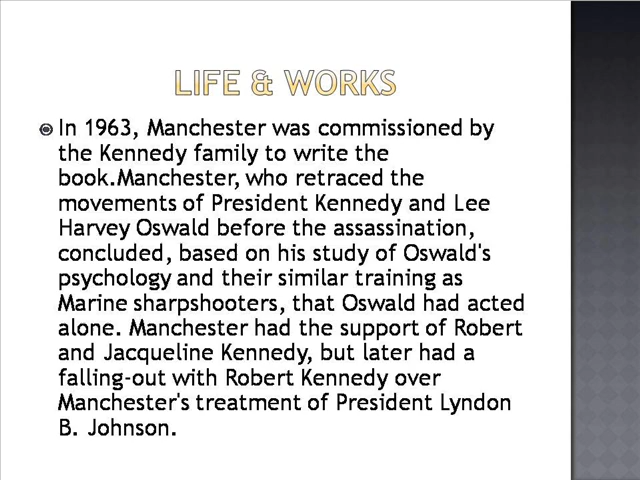 LIFE & WORKS
In 1963, Manchester was commissioned by
the Kennedy family to write the
book.Manchester, who retraced the
movements of President Kennedy and Lee
Harvey Oswald before the assassination,
concluded, based on his study of Oswald's
psychology and their similar training as
Marine sharpshooters, that Oswald had acted
alone. Manchester had the support of Robert
and Jacqueline Kennedy, but later had a
falling-out with Robert Kennedy over
Manchester's treatment of President Lyndon
B. Johnson.